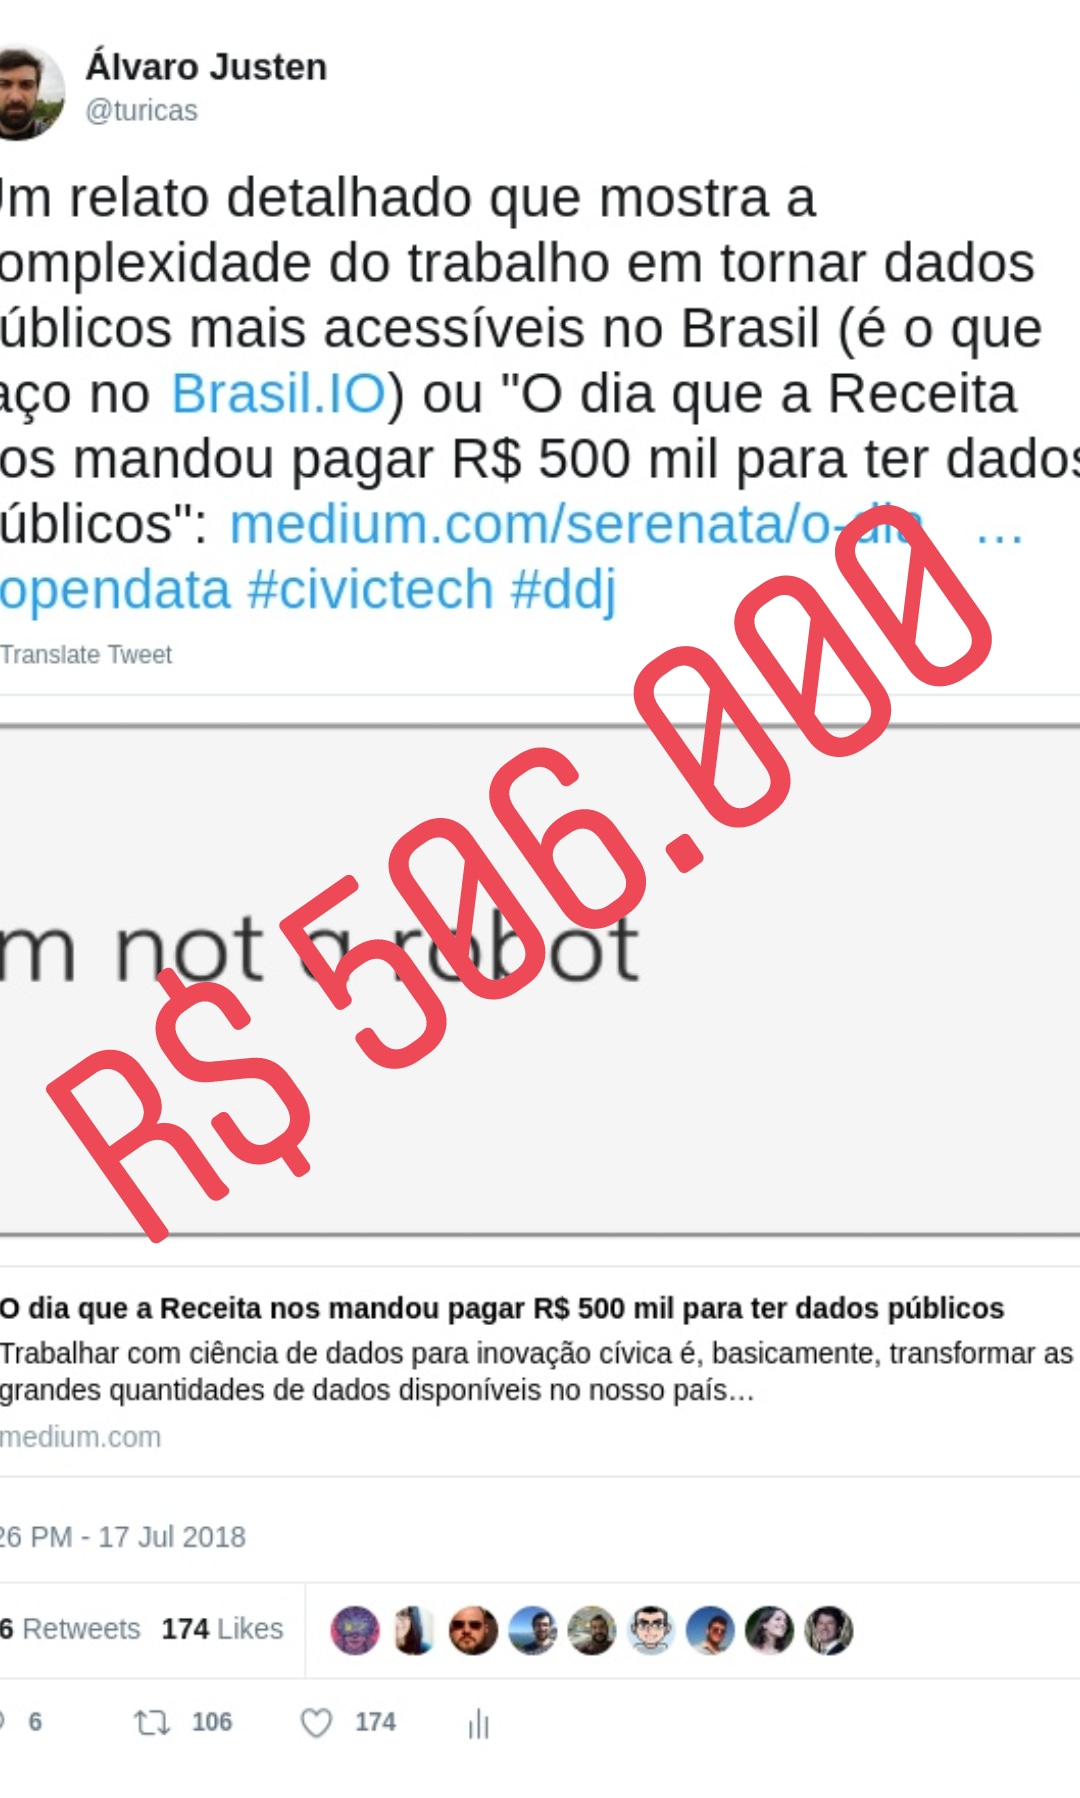 Álvaro Justen
@turicas
Um relato detalhado que mostra a
omplexidade do trabalho em tornar dados
úblicos mais acessíveis no Brasil (é o que
aço no Brasil.IO) ou "O dia que a Receita
os mandou pagar R$ 500 mil para ter dados
úblicos": medium.com/serenata/o-dia…
opendata #civictech #ddj
Translate Tweet
R$ 506.000
m not a robot
O dia que a Receita nos mandou pagar R$ 500 mil para ter dados públicos
Trabalhar com ciência de dados para inovação cívica é, basicamente, transformar as
grandes quantidades de dados disponíveis no nosso país…
medium.com
26 PM - 17 Jul 2018
6 Retweets 174 Likes
6 106 174